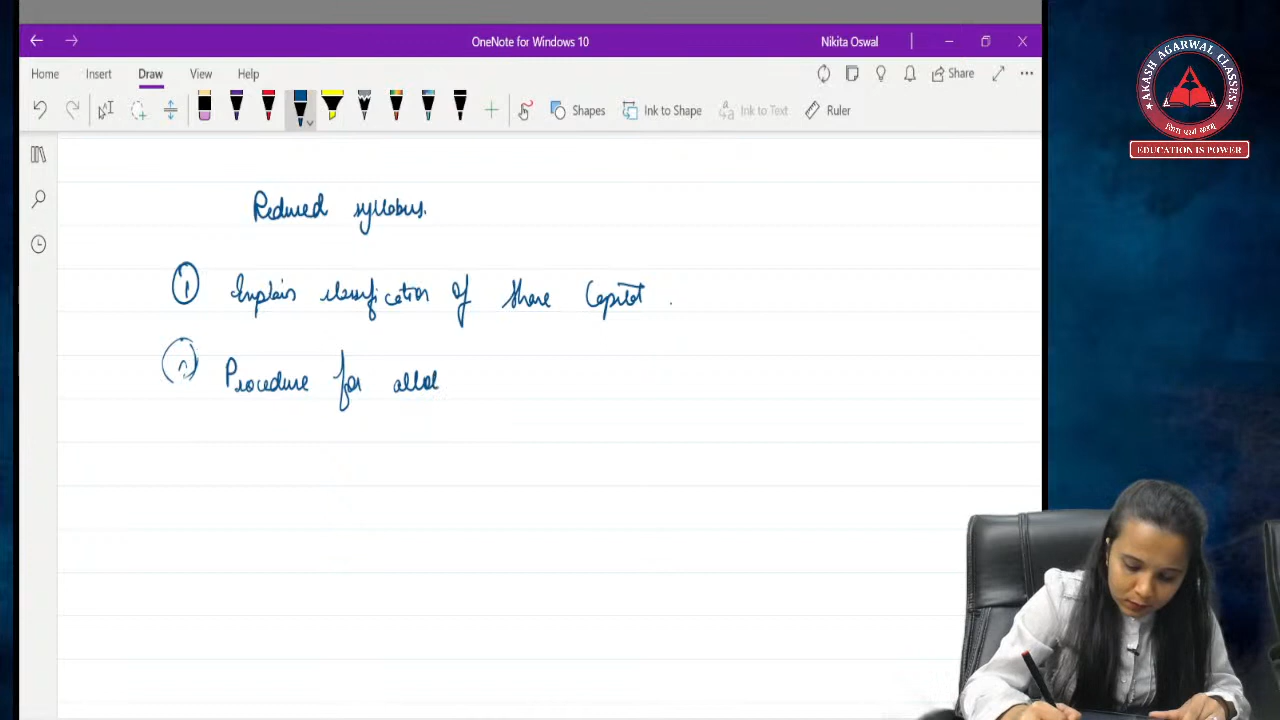 OneNote for Windows 10
Nikita Oswal
Home Insert Draw View Help
Share
Shapes
Ink to Shape
Ink to Text
Ruler
Reduced syllabus.
① Explain classification of Share Capital.
Procedure for allot
AKASH AGARWAL CLASSES
EDUCATION IS POWER